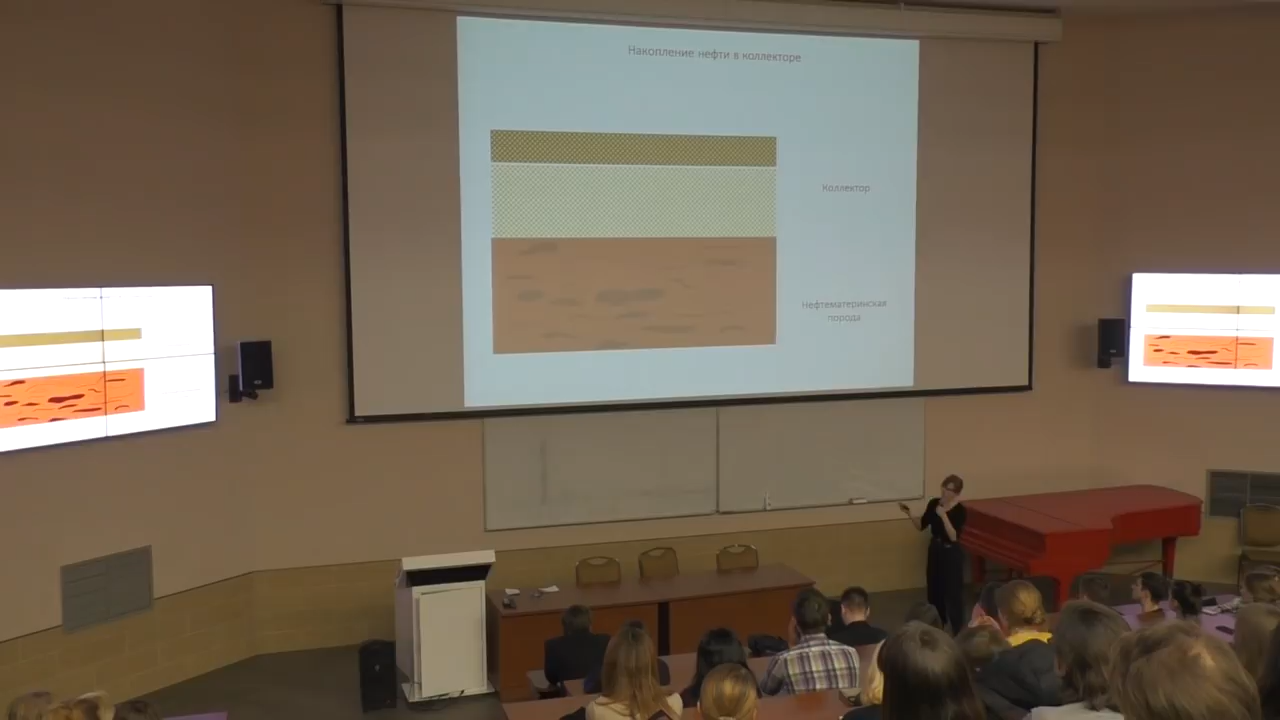 Накопление нефти в коллекторе
Коллектор
Нефтематеринская
порода